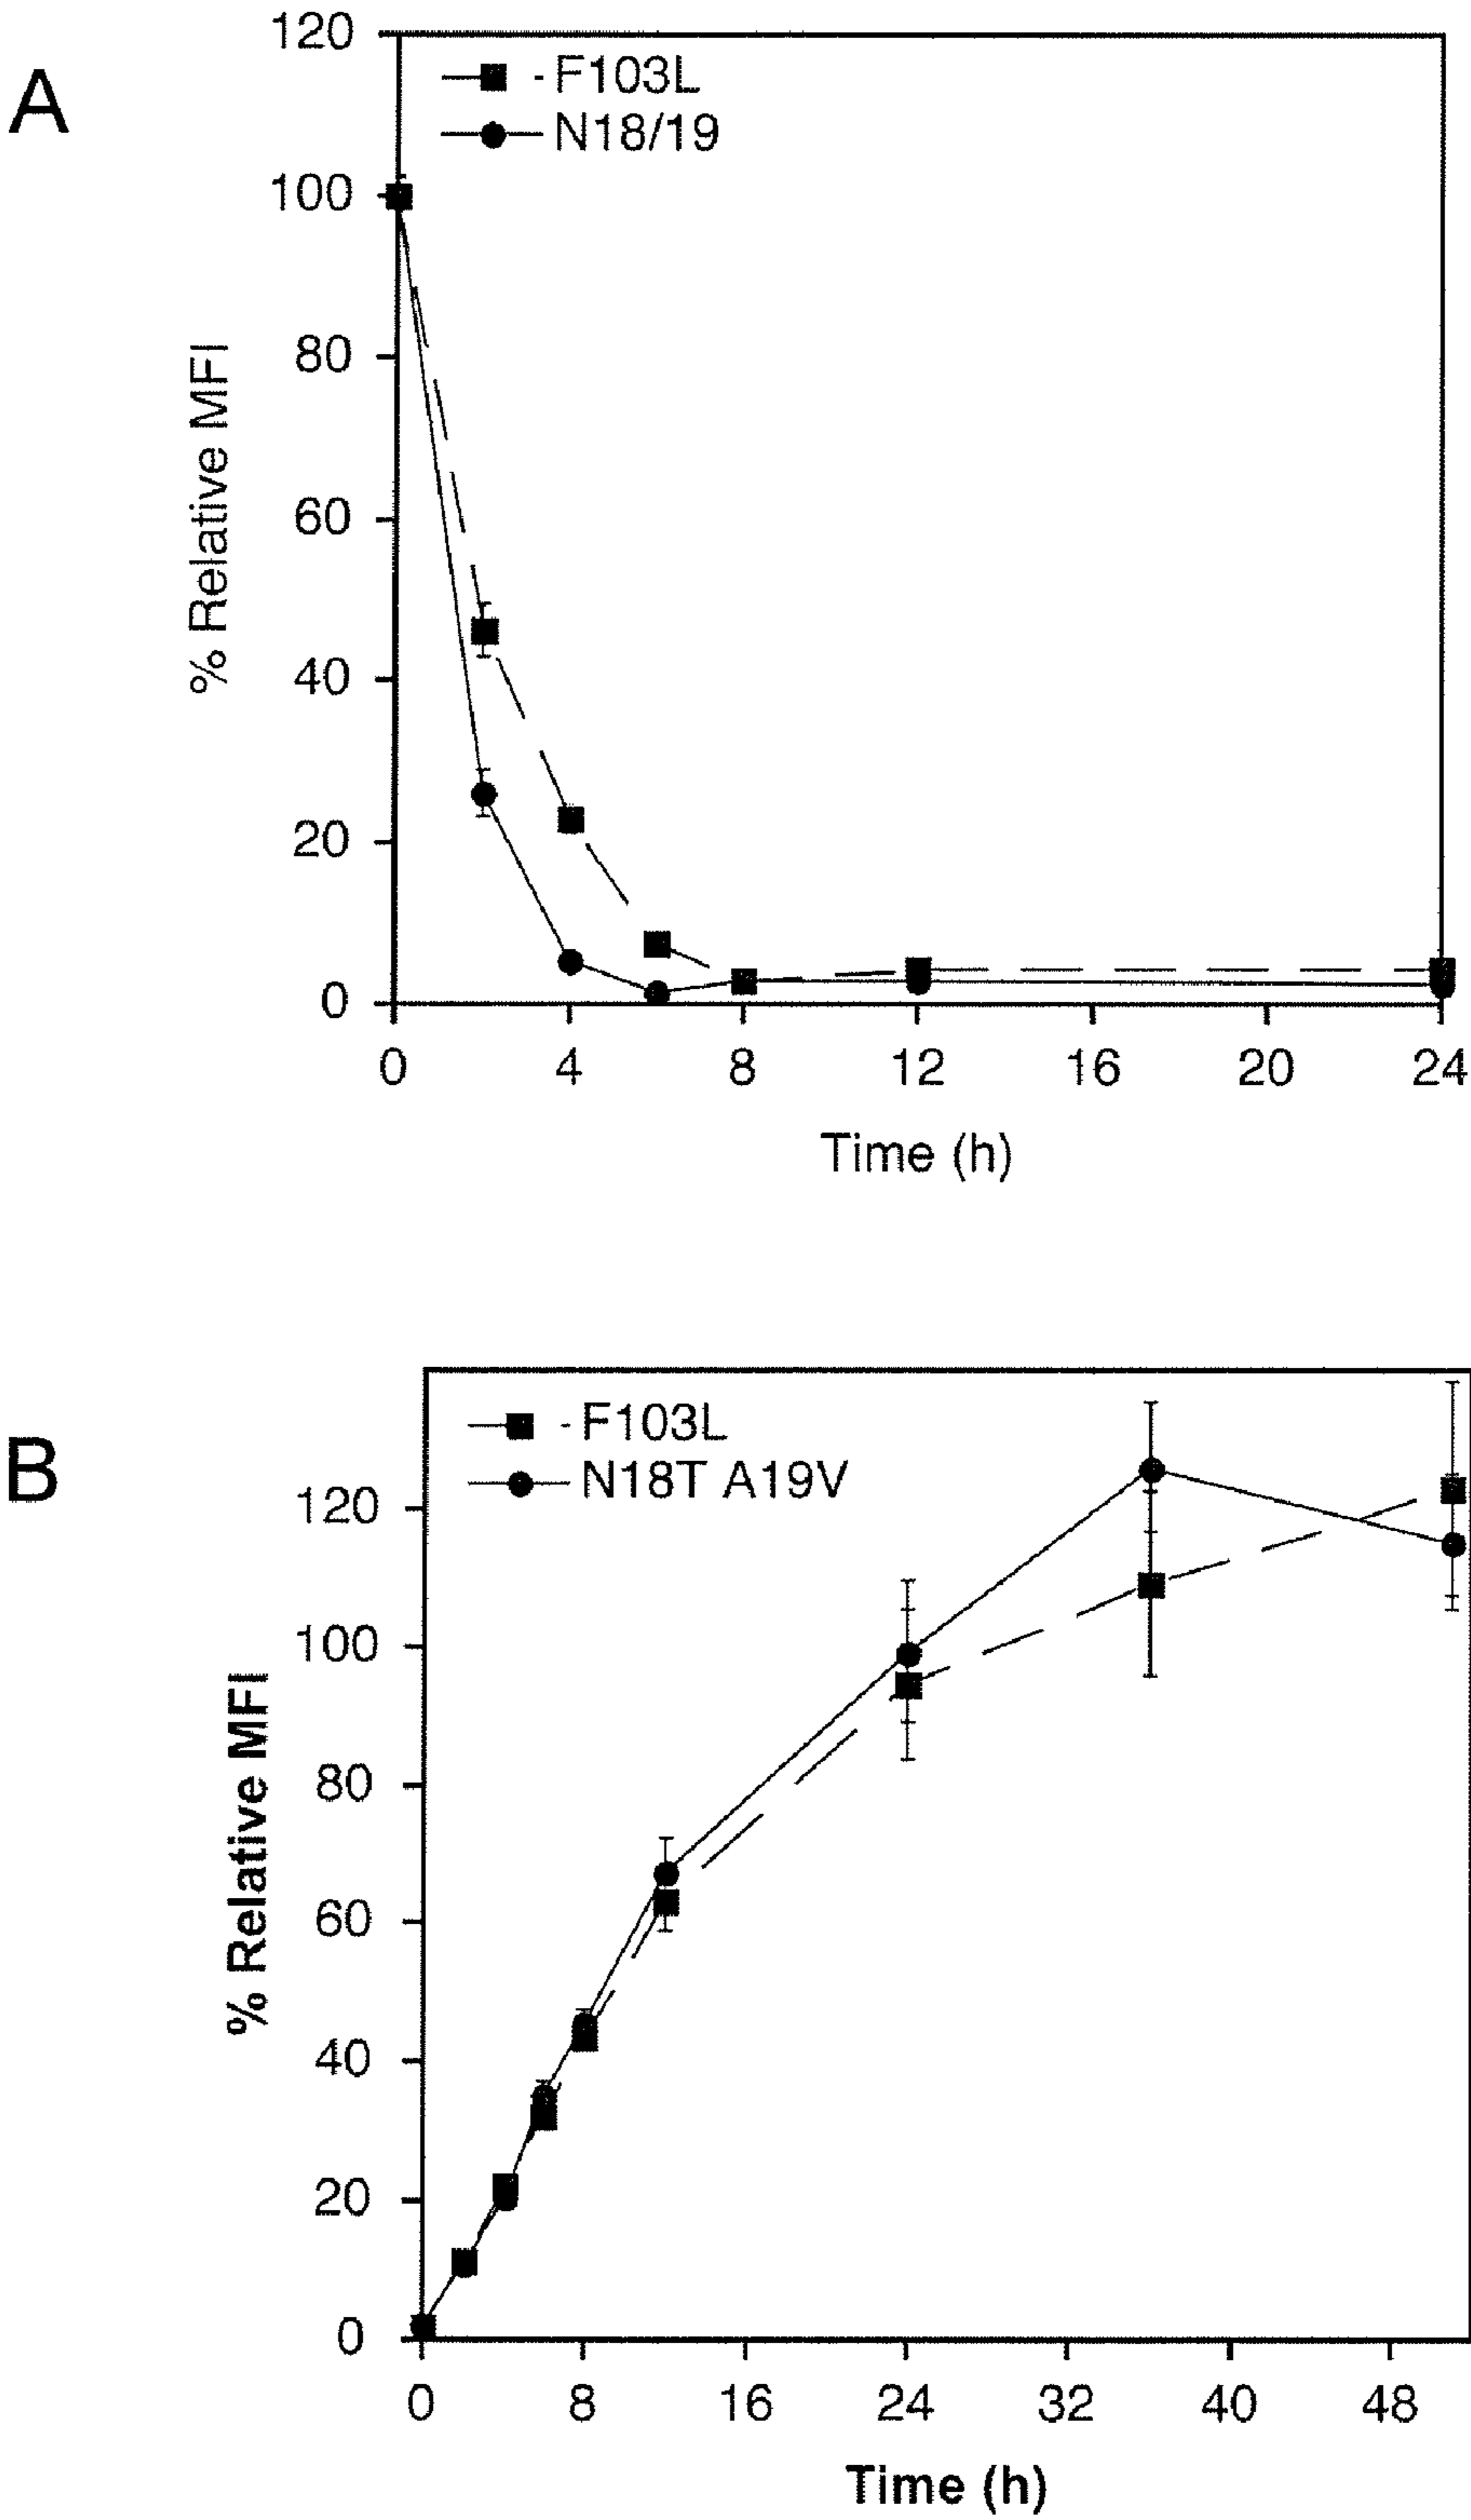 A
120
100
80
60
40
20
0
% Relative MFI
F103L
N18/19
0 4 8 12 16 20 24
Time (h)
B
120
100
80
60
40
20
0
% Relative MFI
F103L
N18T A19V
0 8 16 24 32 40 48
Time (h)